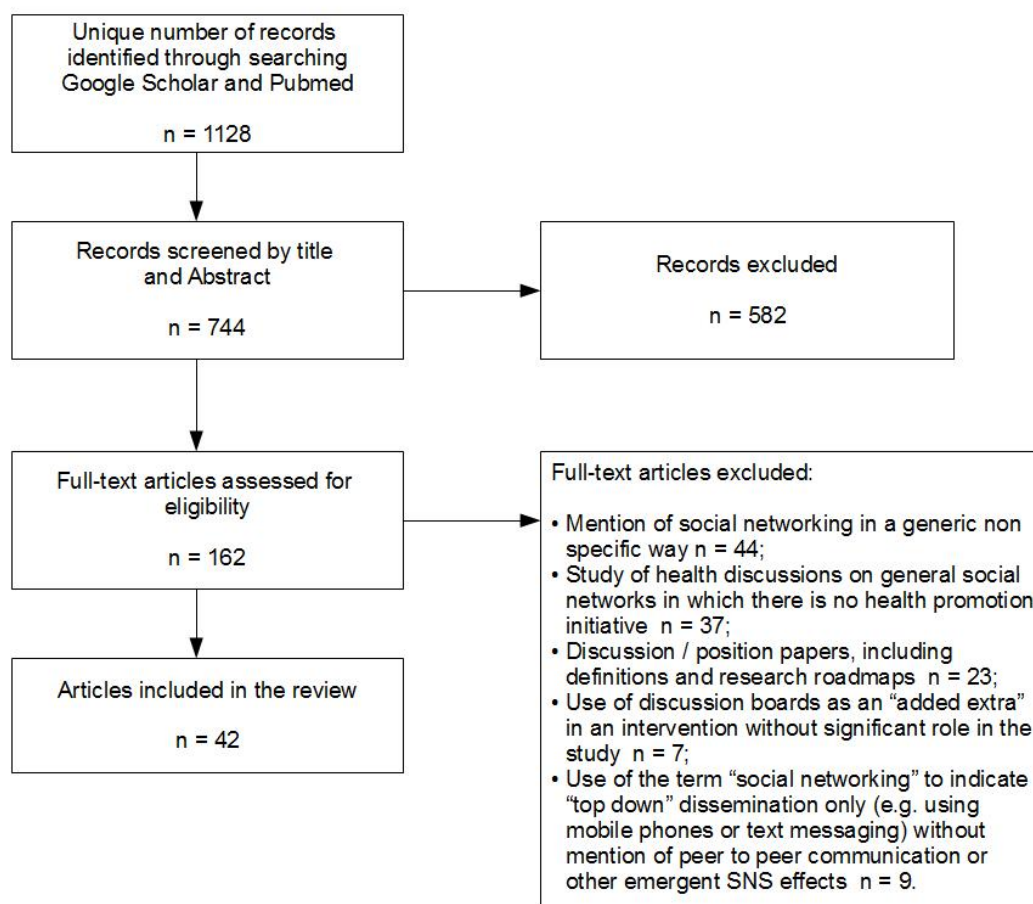 Unique number of records
identified through searching
Google Scholar and Pubmed
n = 1128
Records screened by title
and Abstract
n = 744
Records excluded
n = 582
Full-text articles assessed for
eligibility
n = 162
Full-text articles excluded:
• Mention of social networking in a generic non
specific way n = 44;
• Study of health discussions on general social
networks in which there is no health promotion
initiative n = 37;
• Discussion / position papers, including
definitions and research roadmaps n = 23;
• Use of discussion boards as an “added extra”
in an intervention without significant role in the
study n = 7;
• Use of the term “social networking” to indicate
“top down” dissemination only (e.g. using
mobile phones or text messaging) without
mention of peer to peer communication or
other emergent SNS effects n = 9.
Articles included in the review
n = 42